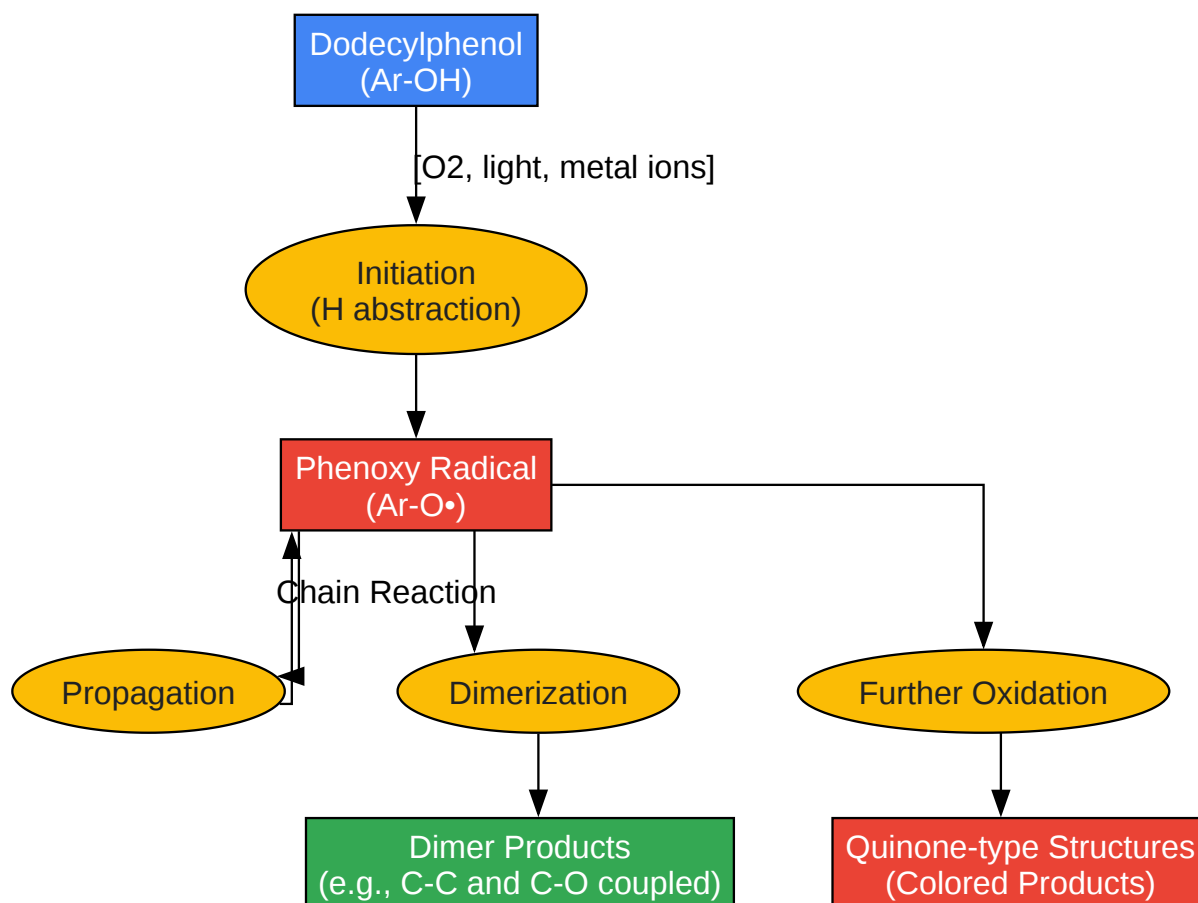 Dodecylphenol
(Ar-OH)
[O2, light, metal ions]
Initiation
(H abstraction)
Phenoxy Radical
(Ar-O•)
Chain Reaction
Propagation
Dimerization
Further Oxidation
Dimer Products
(e.g., C-C and C-O coupled)
Quinone-type Structures
(Colored Products)